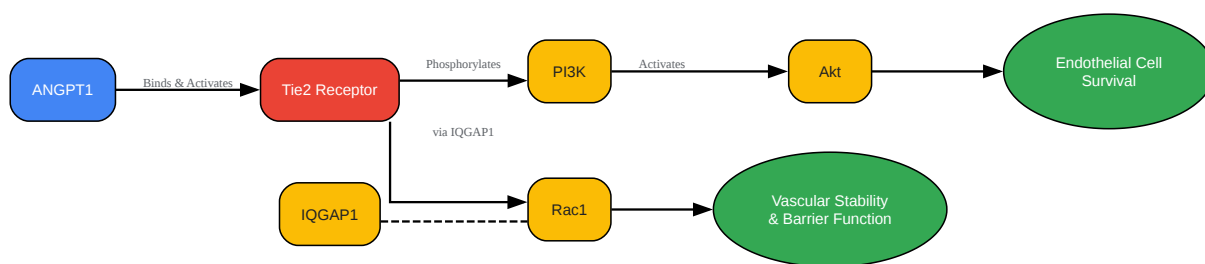 ANGPT1
Binds & Activates
Tie2 Receptor
Phosphorylates
PI3K
Activates
Akt
Endothelial Cell
Survival
via IQGAP1
IQGAP1
Rac1
Vascular Stability
& Barrier Function